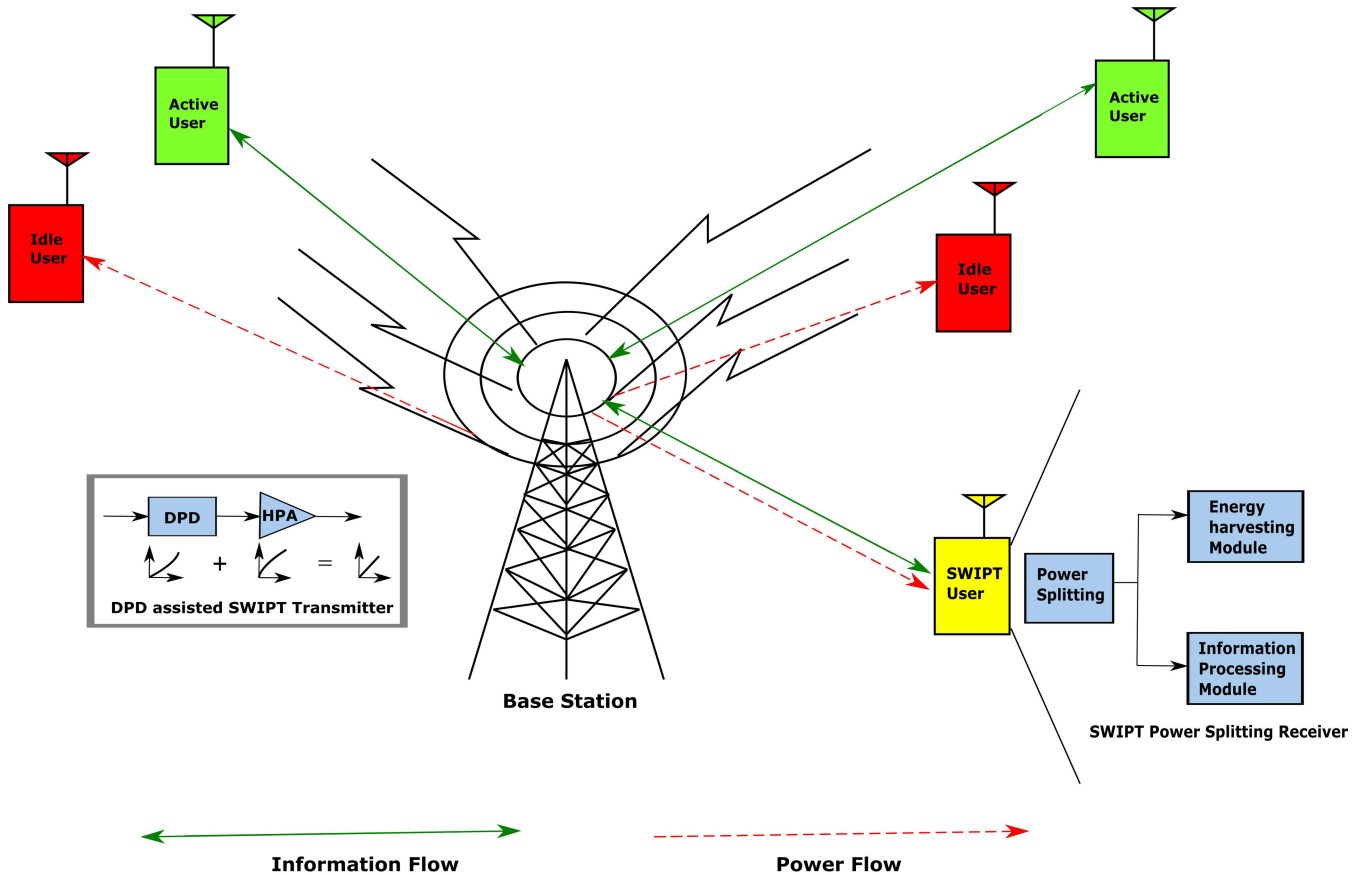 Active
User
Active
User
Idle
User
Idle
User
DPD
HPA
+
=
DPD assisted SWIPT Transmitter
SWIPT
User
Power
Splitting
Energy
harvesting
Module
Information
Processing
Module
SWIPT Power Splitting Receiver
Base Station
Information Flow
Power Flow